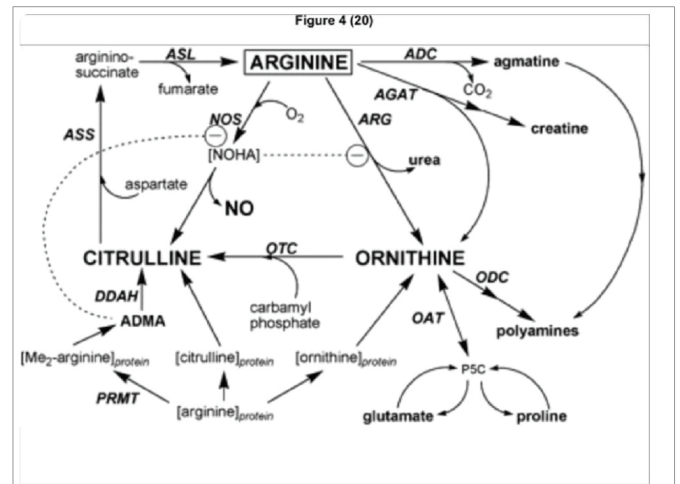 Figure 4 (20)
arginino-
succinate
ASL
fumarate
ARGININE
ADC
agmatine
CO2
AGAT
creatine
ASS
NOS
O2
ARG
[NOHA]
urea
aspartate
NO
CITRULLINE
OTC
ORNITHINE
DDAH
ADMA
carbamyl
phosphate
ODC
OAT
polyamines
[Me2-arginine]protein
[citrulline]protein
[ornithine]protein
P5C
PRMT
[arginine]protein
glutamate
proline